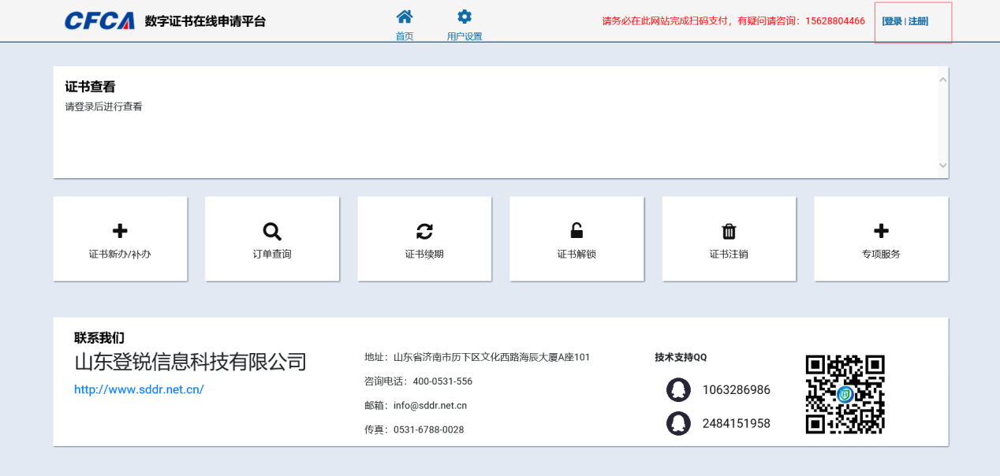 CFCA 数字证书在线申请平台
首页
用户设置
请务必在此网站完成扫码支付，有疑问请咨询：15628804466
[登录 | 注册]
证书查看
请登录后进行查看
证书新办/补办
订单查询
证书续期
证书解锁
证书注销
专项服务
联系我们
山东登锐信息科技有限公司
http://www.sddr.net.cn/
地址：山东省济南市历下区文化西路海辰大厦A座101
咨询电话：400-0531-556
邮箱：info@sddr.net.cn
传真：0531-6788-0028
技术支持QQ
1063286986
2484151958